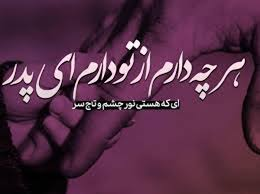 هر چه دارم از تو دارم ای پدر
ای که هستی نور چشم و تاج سر